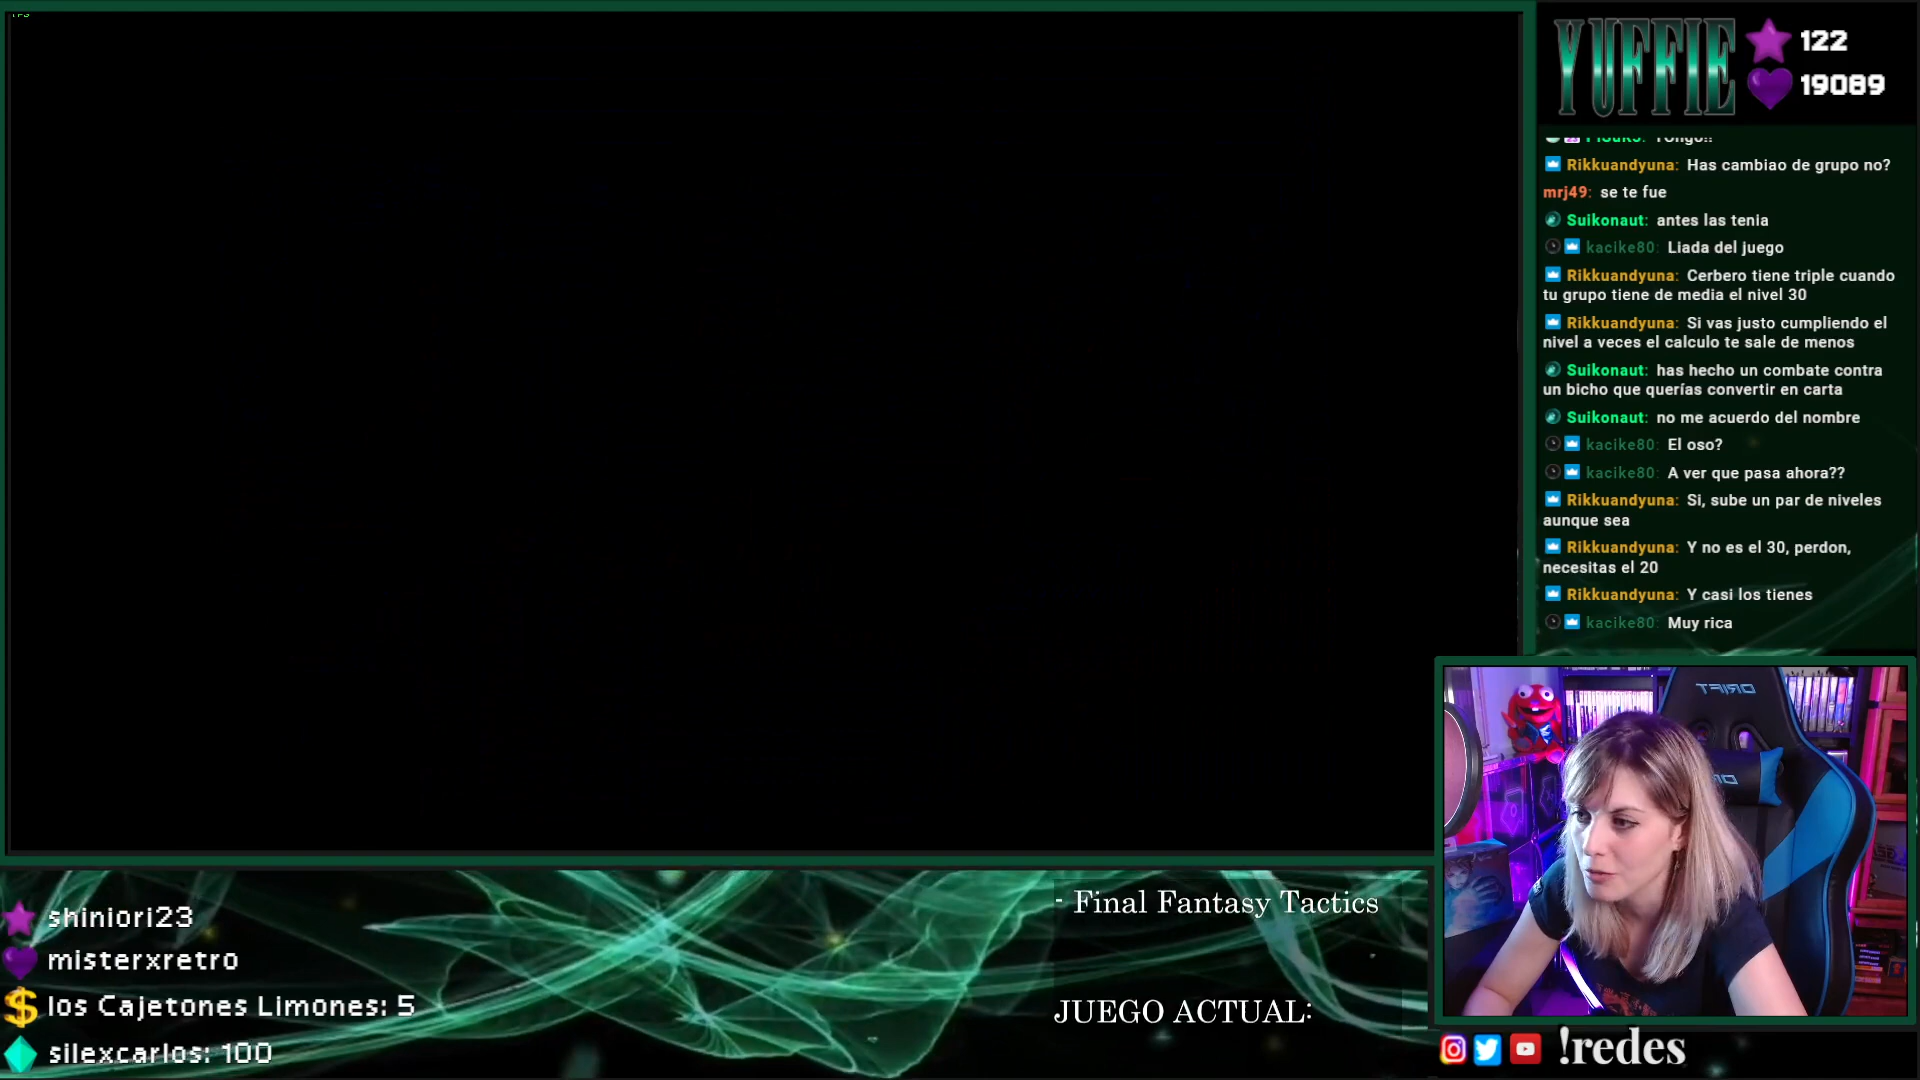 FPS
YUFFIE
122
19089
Rikkuandyuna: Has cambiao de grupo no?
mrj49: se te fue
Suikonaut: antes las tenia
kacike80: Liada del juego
Rikkuandyuna: Cerbero tiene triple cuando
tu grupo tiene de media el nivel 30
Rikkuandyuna: Si vas justo cumpliendo el
nivel a veces el calculo te sale de menos
Suikonaut: has hecho un combate contra
un bicho que querías convertir en carta
Suikonaut: no me acuerdo del nombre
kacike80: El oso?
kacike80: A ver que pasa ahora??
Rikkuandyuna: Si, sube un par de niveles
aunque sea
Rikkuandyuna: Y no es el 30, perdon,
necesitas el 20
Rikkuandyuna: Y casi los tienes
kacike80: Muy rica
DRIFT
shiniori23
misterxretro
los Cajetones Limones: 5
silexcarlos: 100
- Final Fantasy Tactics
JUEGO ACTUAL:
!redes